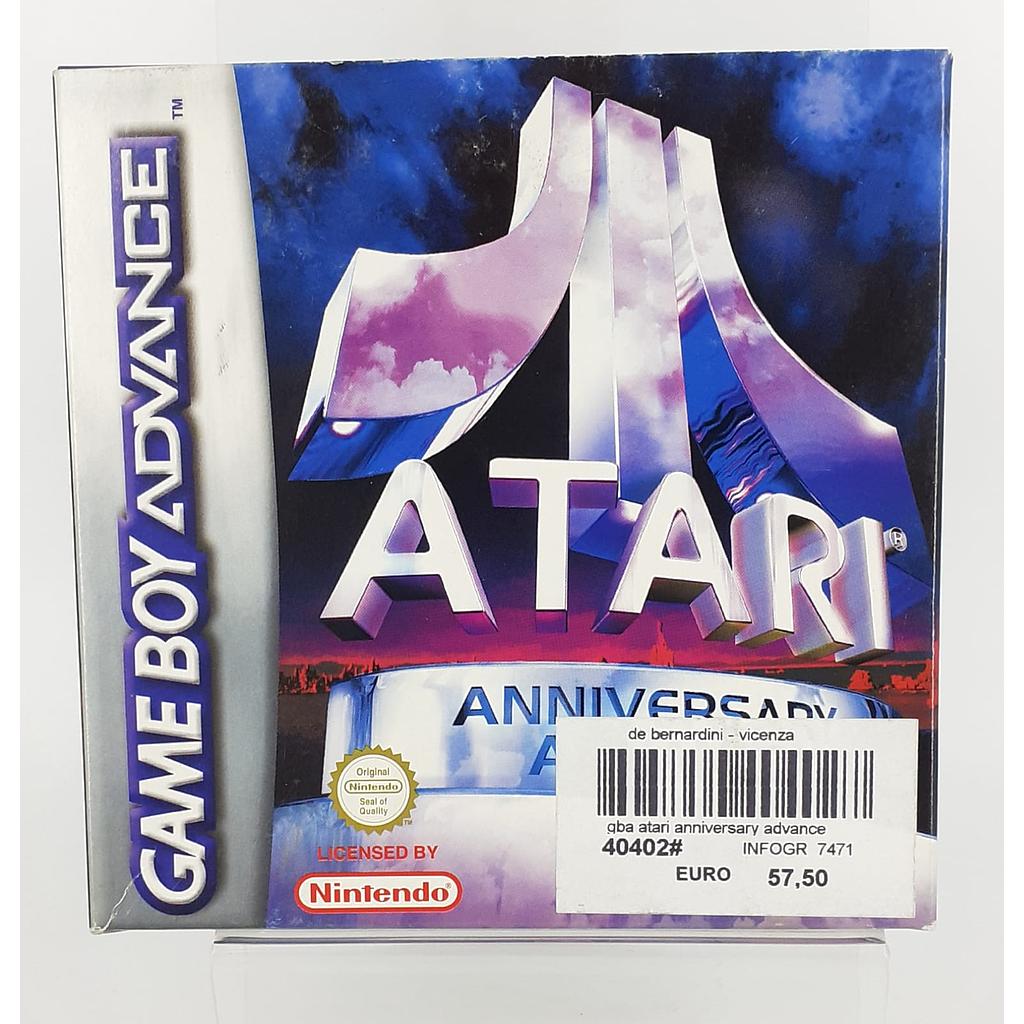 GAME BOY ADVANCE™
ATARI®
ANNIVERSARY
A
Original
Nintendo
Seal of
Quality
TM
LICENSED BY
Nintendo®
de bernardini - vicenza
gba atari anniversary advance
40402# INFOGR 7471
EURO 57,50